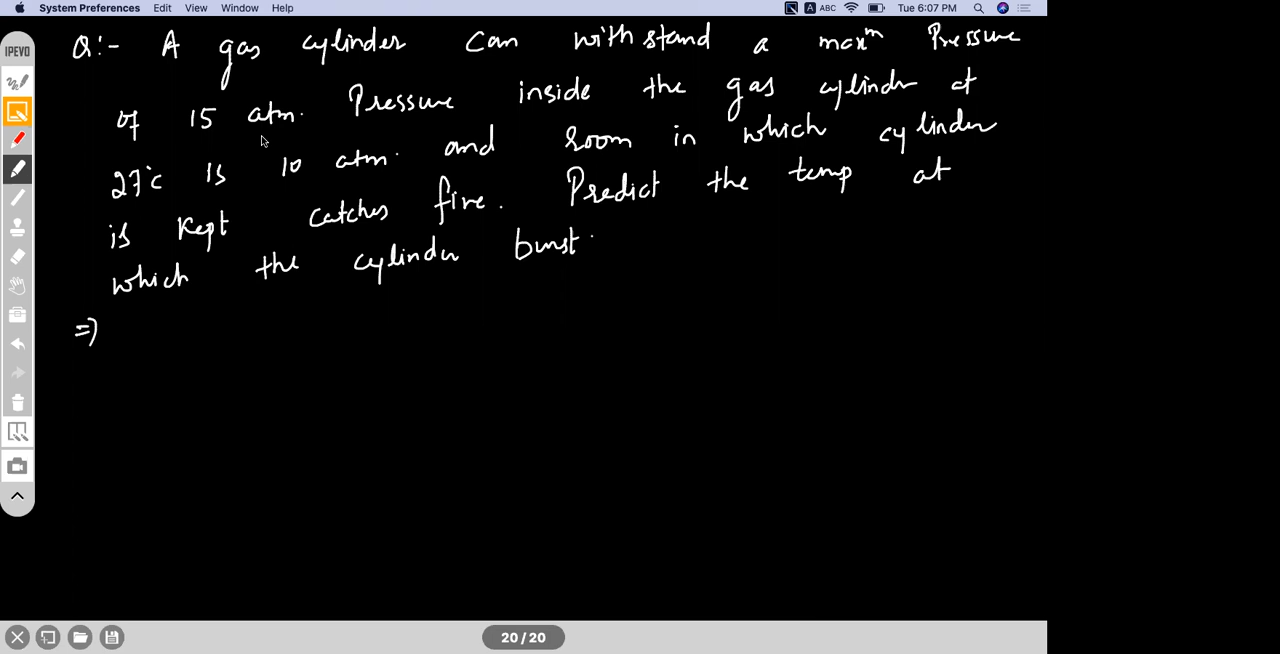 System Preferences Edit View Window Help
A ABC Tue 6:07 PM
IPEVO
Q:- A gas cylinder can withstand a maxᵐ Pressure
of 15 atm. Pressure inside the gas cylinder at
27°c is 10 atm. and room in which cylinder
is kept catches fire. Predict the temp at
which the cylinder burst.
=)
20/20